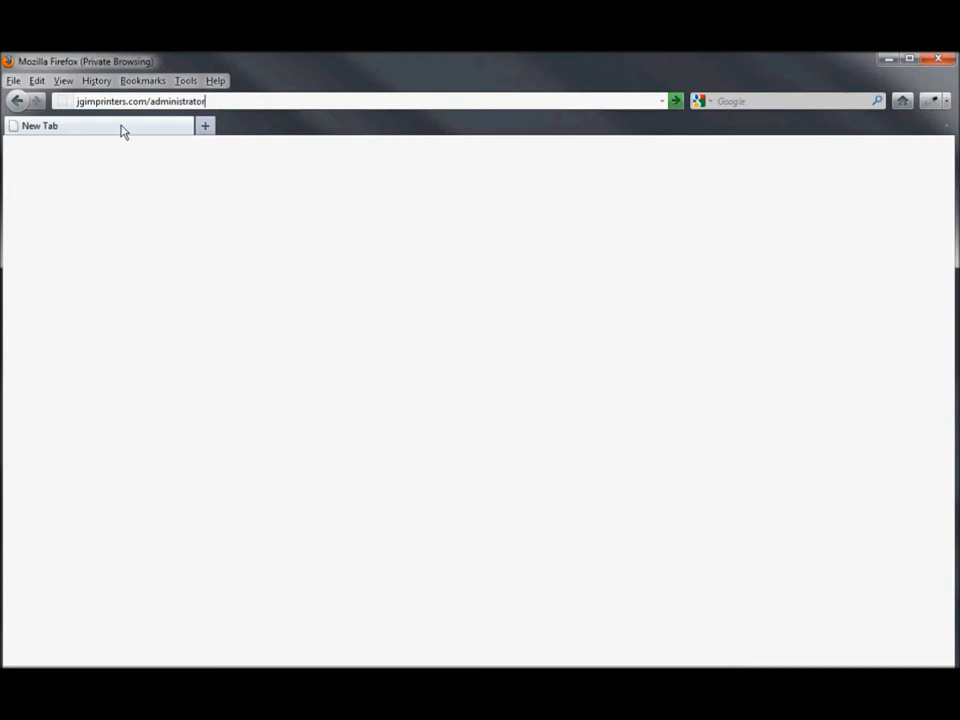 Mozilla Firefox (Private Browsing)
File Edit View History Bookmarks Tools Help
jgimprinters.com/administrator
Google
New Tab